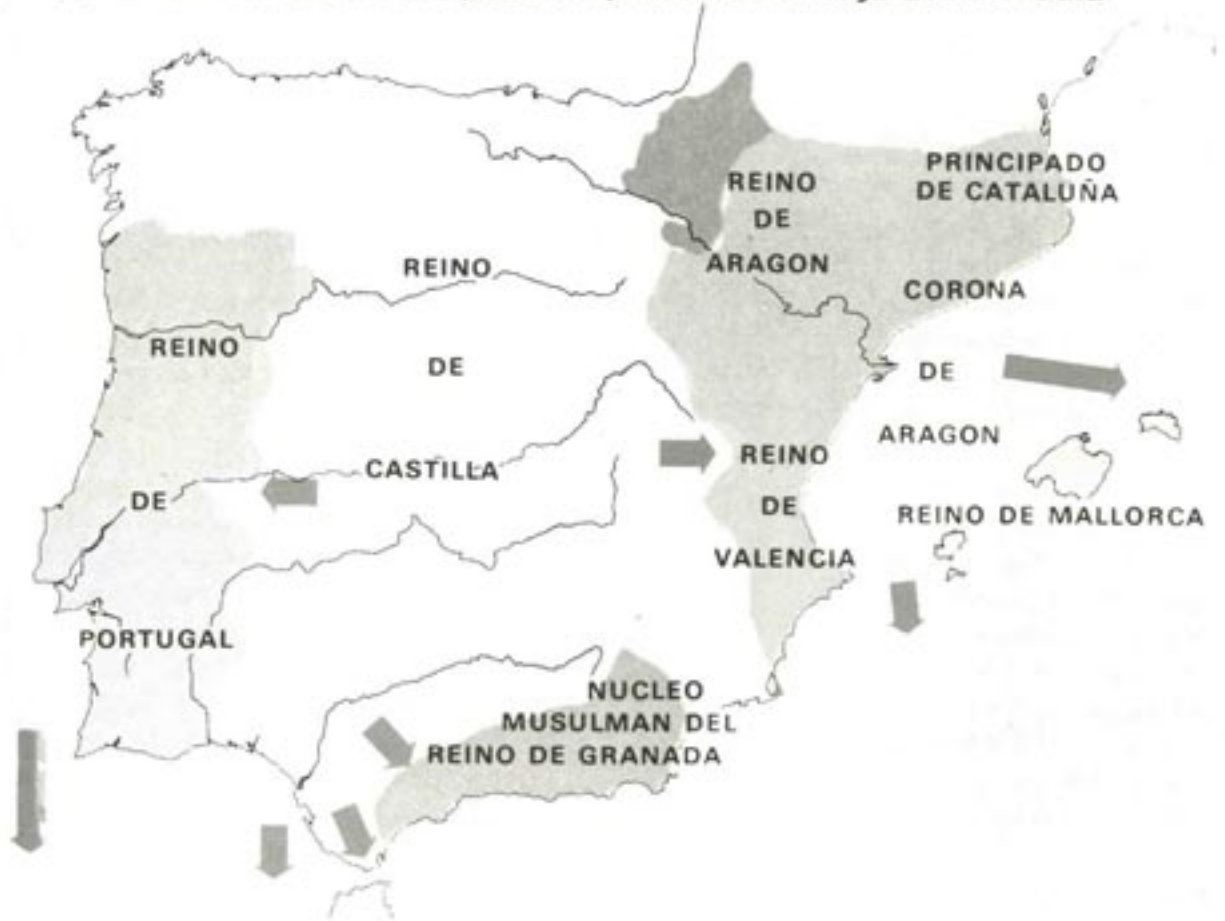 PRINCIPADO
DE CATALUÑA
REINO
DE
ARAGON
CORONA
DE
ARAGON
REINO
DE
CASTILLA
REINO
DE
PORTUGAL
REINO
DE
VALENCIA
REINO DE MALLORCA
NUCLEO
MUSULMAN DEL
REINO DE GRANADA